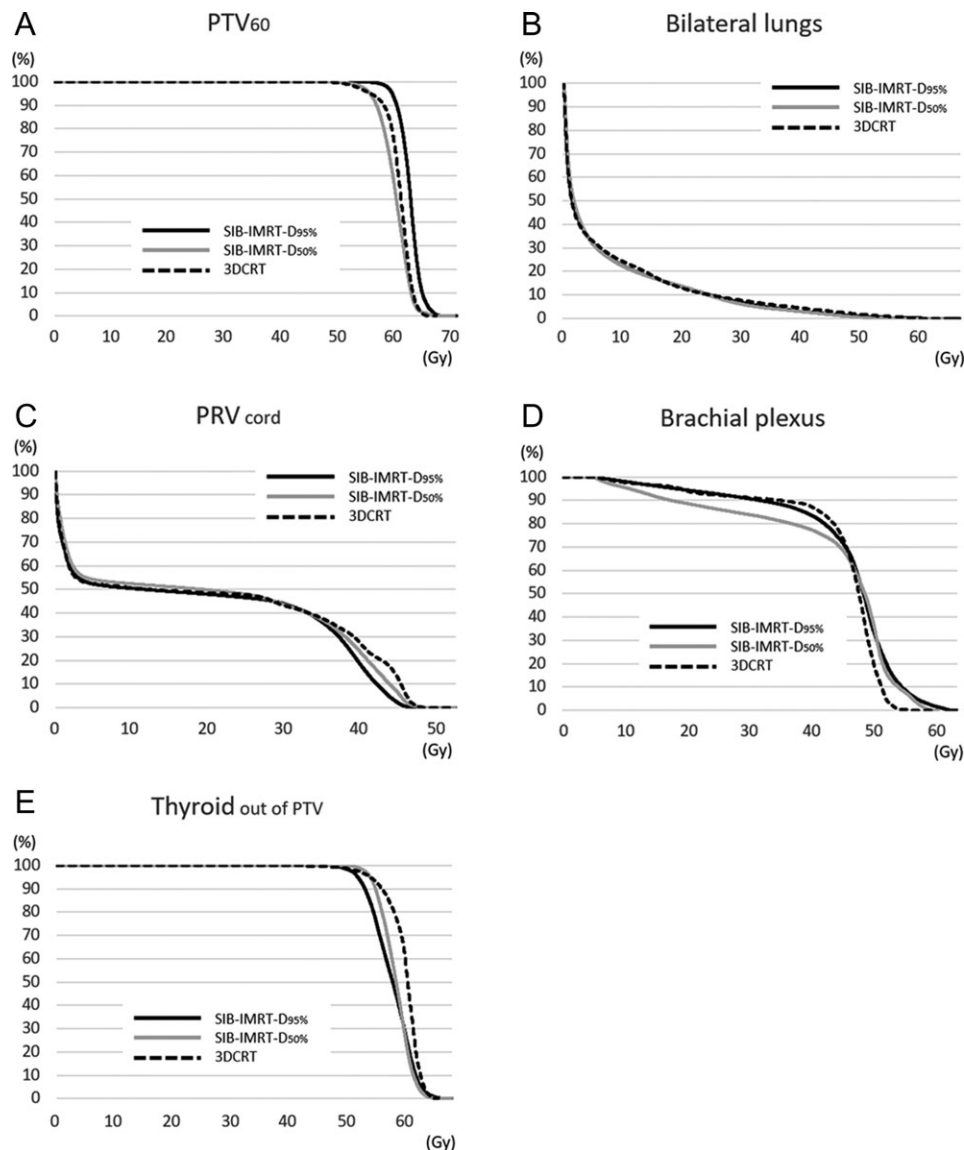 A
PTV60
(%)
100
90
80
70
60
50
40
30
20
10
0
SIB-IMRT-D95%
SIB-IMRT-D50%
3DCRT
0 10 20 30 40 50 60 70
(Gy)
B
Bilateral lungs
(%)
100
90
80
70
60
50
40
30
20
10
0
SIB-IMRT-D95%
SIB-IMRT-D50%
3DCRT
0 10 20 30 40 50 60
(Gy)
C
PRV cord
(%)
100
90
80
70
60
50
40
30
20
10
0
SIB-IMRT-D95%
SIB-IMRT-D50%
3DCRT
0 10 20 30 40 50
(Gy)
D
Brachial plexus
(%)
100
90
80
70
60
50
40
30
20
10
0
SIB-IMRT-D95%
SIB-IMRT-D50%
3DCRT
0 10 20 30 40 50 60
(Gy)
E
Thyroid out of PTV
(%)
100
90
80
70
60
50
40
30
20
10
0
SIB-IMRT-D95%
SIB-IMRT-D50%
3DCRT
0 10 20 30 40 50 60
(Gy)